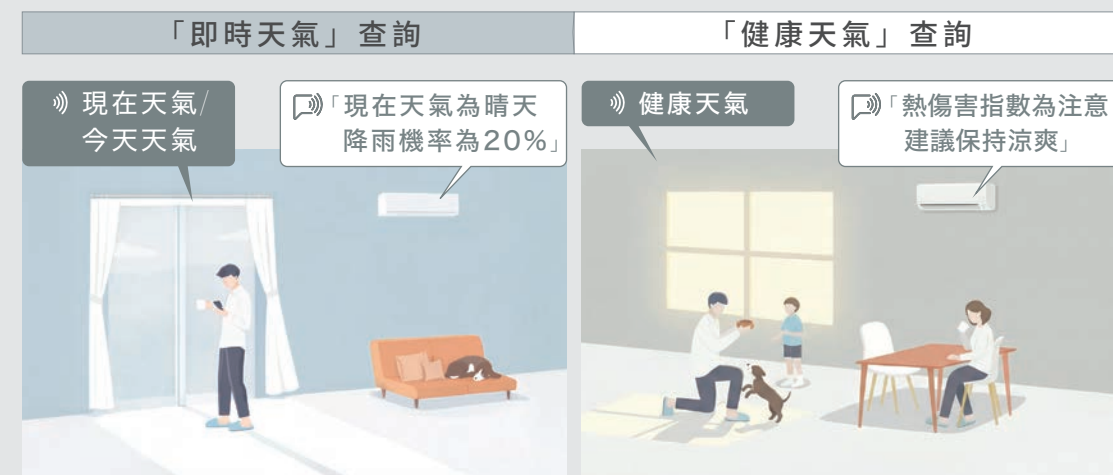 「即時天氣」查詢
「健康天氣」查詢
現在天氣/
今天天氣
「現在天氣為晴天
降雨機率為20%」
健康天氣
「熱傷害指數為注意
建議保持涼爽」